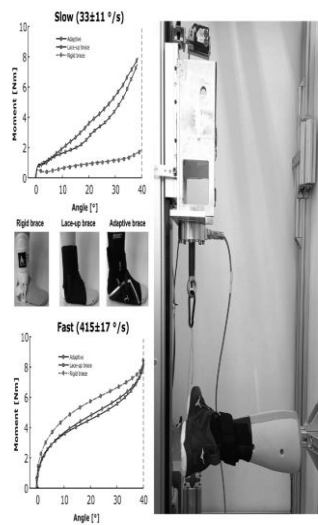 Slow (33±11 °/s)
Moment [Nm]
10
8
6
4
2
0
Adaptive
Lace-up brace
Rigid brace
0 10 20 30 40
Angle [°]
Rigid brace Lace-up brace Adaptive brace
Fast (415±17 °/s)
Moment [Nm]
10
8
6
4
2
0
Adaptive
Lace-up brace
Rigid brace
0 10 20 30 40
Angle [°]